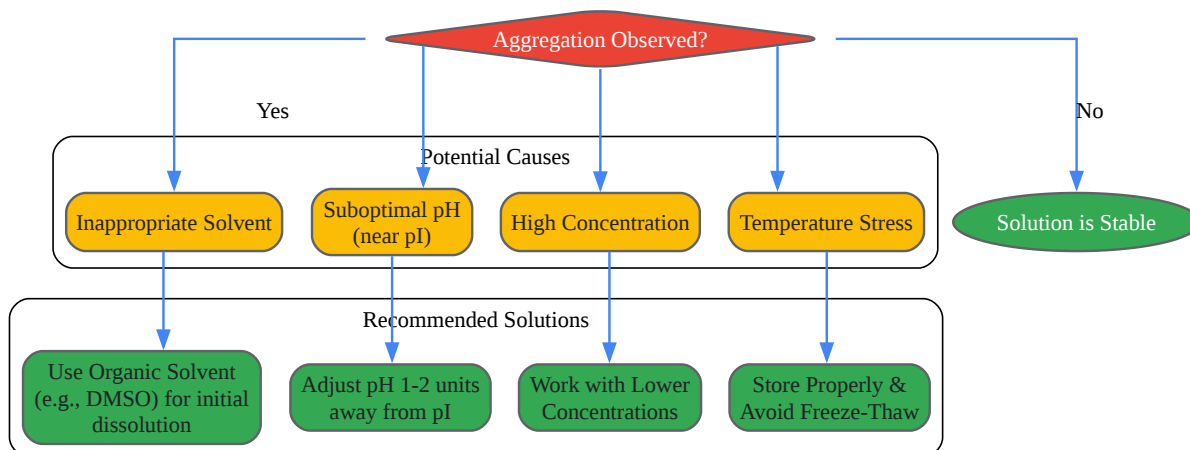 Aggregation Observed?
Yes
No
Potential Causes
Inappropriate Solvent
Suboptimal pH
(near pI)
High Concentration
Temperature Stress
Solution is Stable
Recommended Solutions
Use Organic Solvent
(e.g., DMSO) for initial
dissolution
Adjust pH 1-2 units
away from pI
Work with Lower
Concentrations
Store Properly &
Avoid Freeze-Thaw